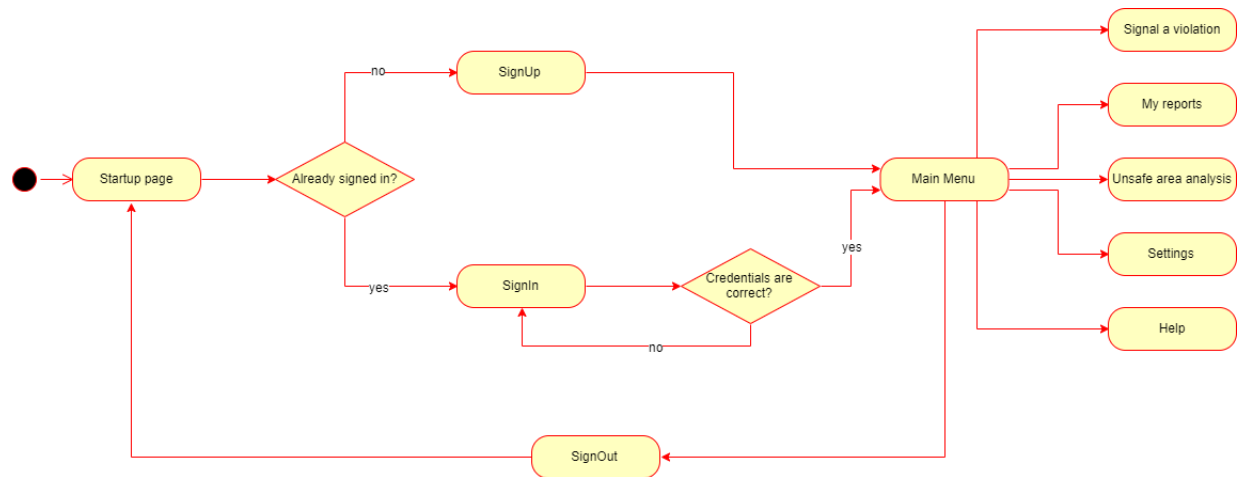 Signal a violation
no
SignUp
My reports
Startup page
Already signed in?
Main Menu
Unsafe area analysis
yes
Settings
yes
SignIn
Credentials are
correct?
no
Help
SignOut